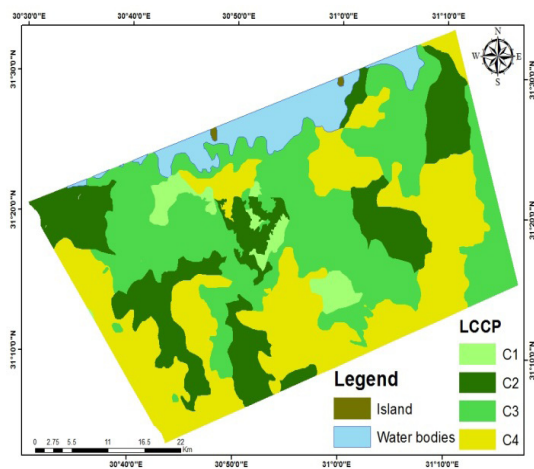 30°30'0"E 30°40'0"E 30°50'0"E 31°0'0"E 31°10'0"E
N
W E
S
31°30'0"N
31°30'0"N
31°20'0"N
31°20'0"N
31°10'0"N
31°10'0"N
LCCP
C1
C2
C3
C4
Legend
Island
Water bodies
0 2.75 5.5 11 16.5 22
Km
30°40'0"E 30°50'0"E 31°0'0"E 31°10'0"E